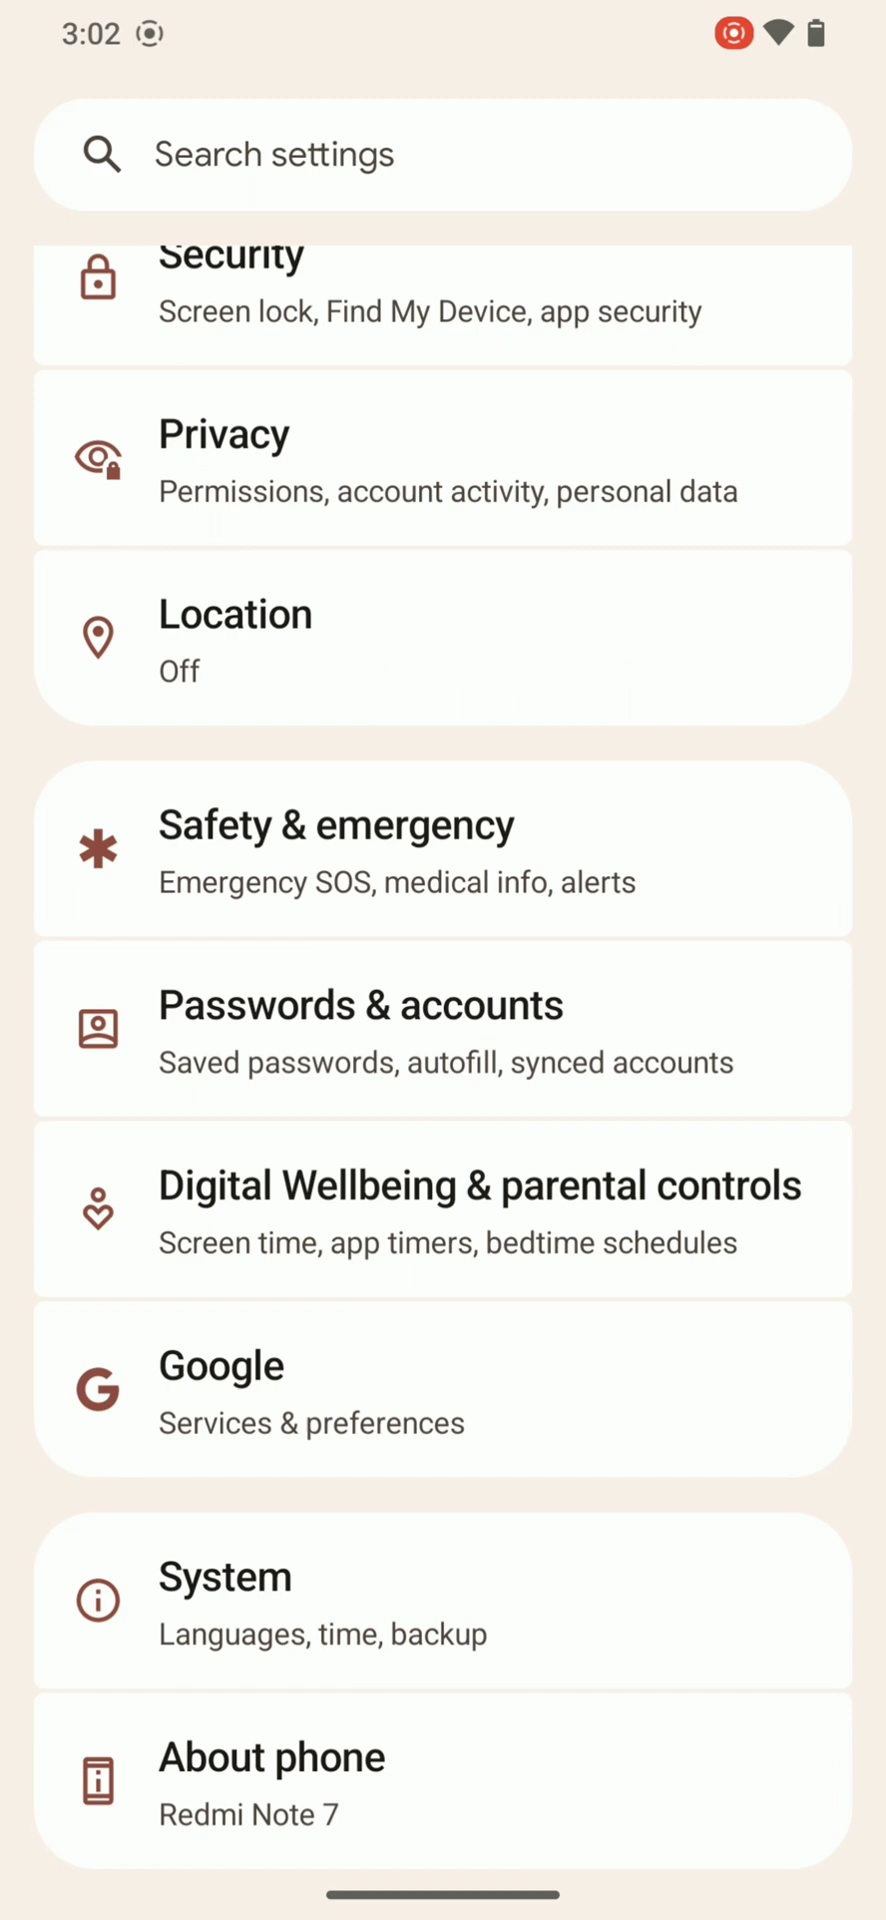 3:02
Search settings
Security
Screen lock, Find My Device, app security
Privacy
Permissions, account activity, personal data
Location
Off
Safety & emergency
Emergency SOS, medical info, alerts
Passwords & accounts
Saved passwords, autofill, synced accounts
Digital Wellbeing & parental controls
Screen time, app timers, bedtime schedules
Google
Services & preferences
System
Languages, time, backup
About phone
Redmi Note 7